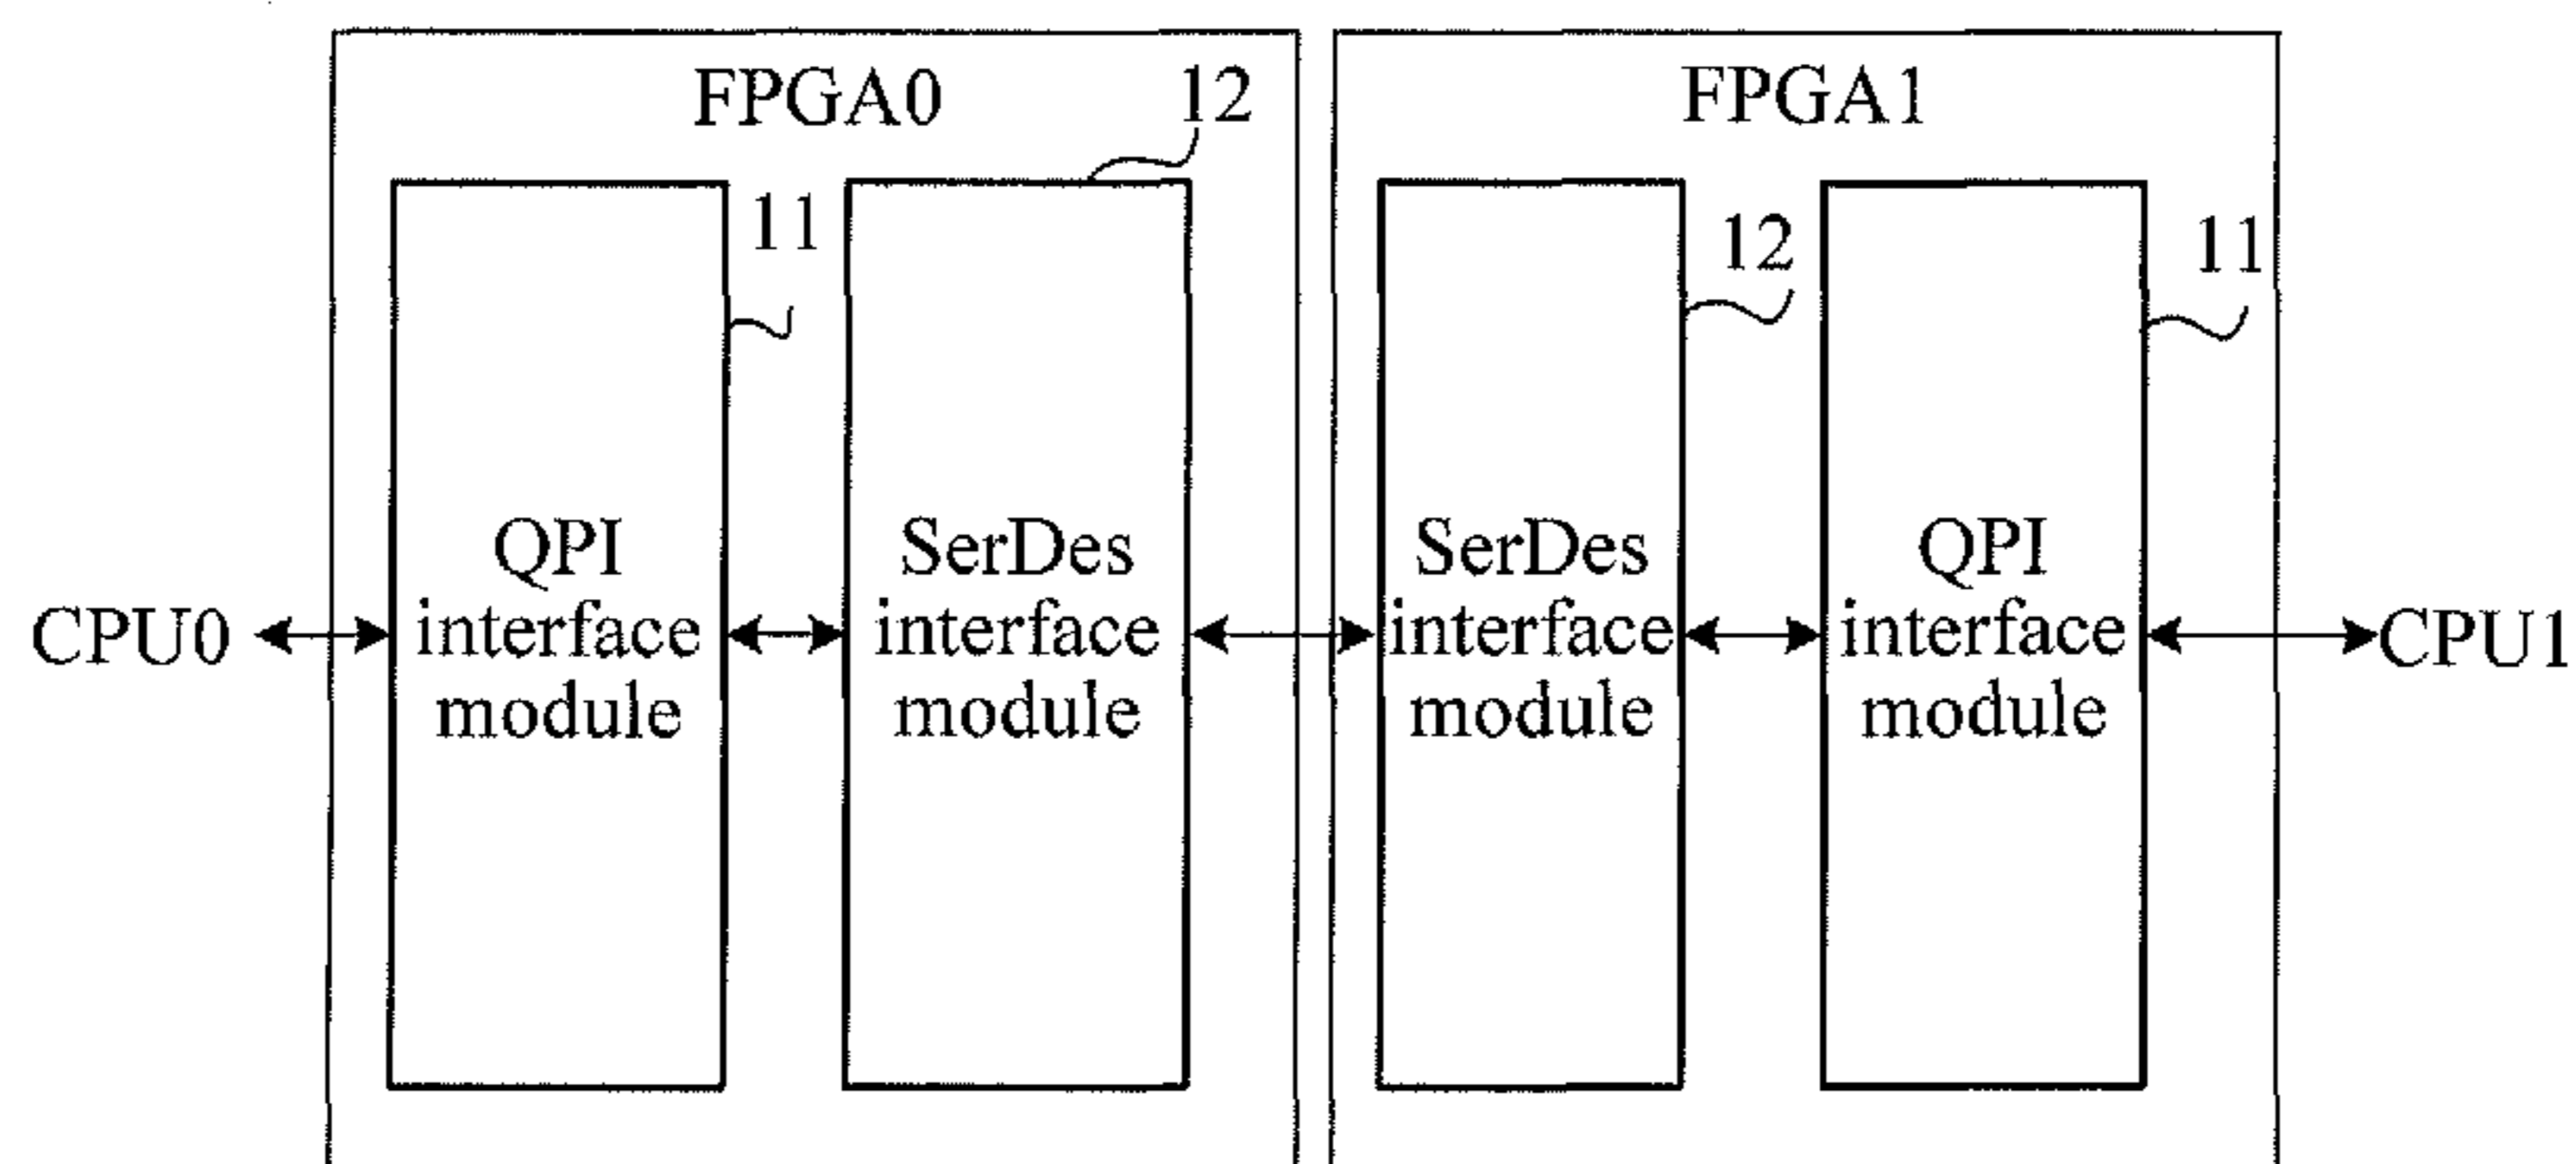 FPGA0
12
FPGA1
11
12
11
CPU0
QPI
interface
module
SerDes
interface
module
SerDes
interface
module
QPI
interface
module
CPU1